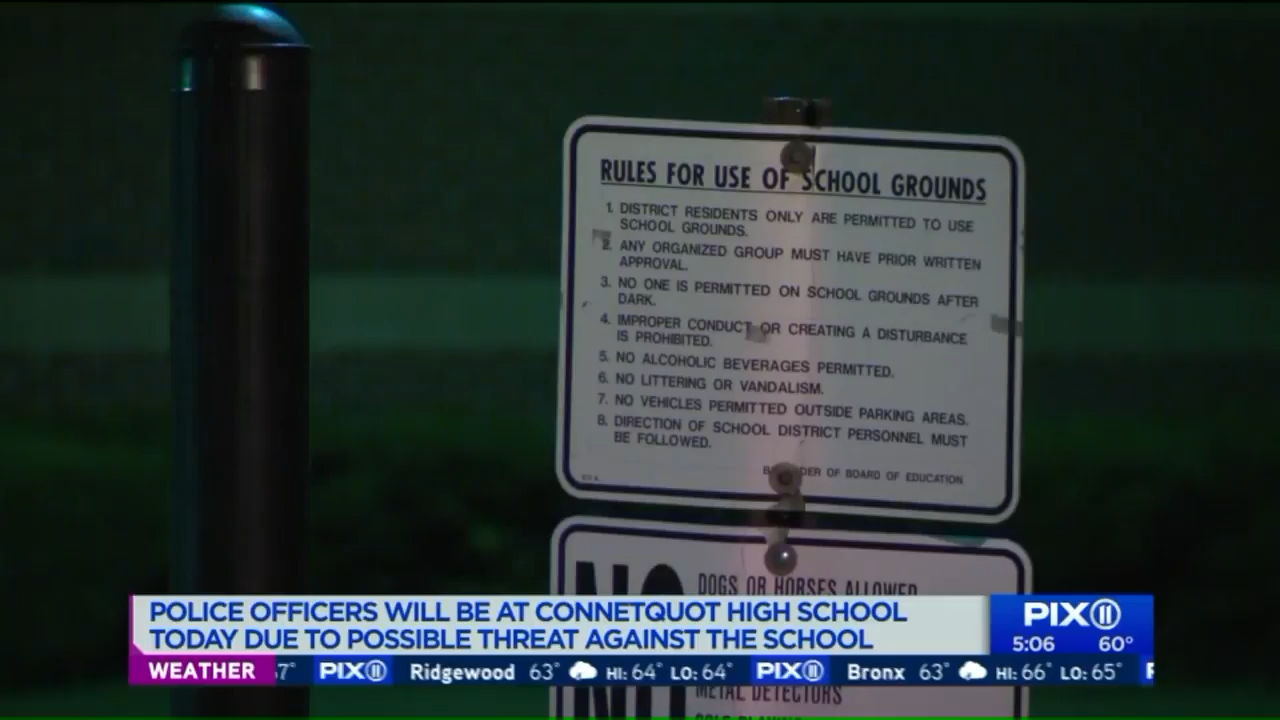 RULES FOR USE OF SCHOOL GROUNDS
1. DISTRICT RESIDENTS ONLY ARE PERMITTED TO USE
SCHOOL GROUNDS.
2. ANY ORGANIZED GROUP MUST HAVE PRIOR WRITTEN
APPROVAL.
3. NO ONE IS PERMITTED ON SCHOOL GROUNDS AFTER
DARK.
4. IMPROPER CONDUCT OR CREATING A DISTURBANCE
IS PROHIBITED.
5. NO ALCOHOLIC BEVERAGES PERMITTED.
6. NO LITTERING OR VANDALISM.
7. NO VEHICLES PERMITTED OUTSIDE PARKING AREAS.
8. DIRECTION OF SCHOOL DISTRICT PERSONNEL MUST
BE FOLLOWED.
OF BOARD OF EDUCATION
NO
DOGS OR HORSES ALLOWED
POLICE OFFICERS WILL BE AT CONNETQUOT HIGH SCHOOL
TODAY DUE TO POSSIBLE THREAT AGAINST THE SCHOOL
PIX11
5:06 60°
WEATHER 7° PIX11 Ridgewood 63° HI: 64° LO: 64° PIX11 Bronx 63° HI: 66° LO: 65°
METAL DETECTORS